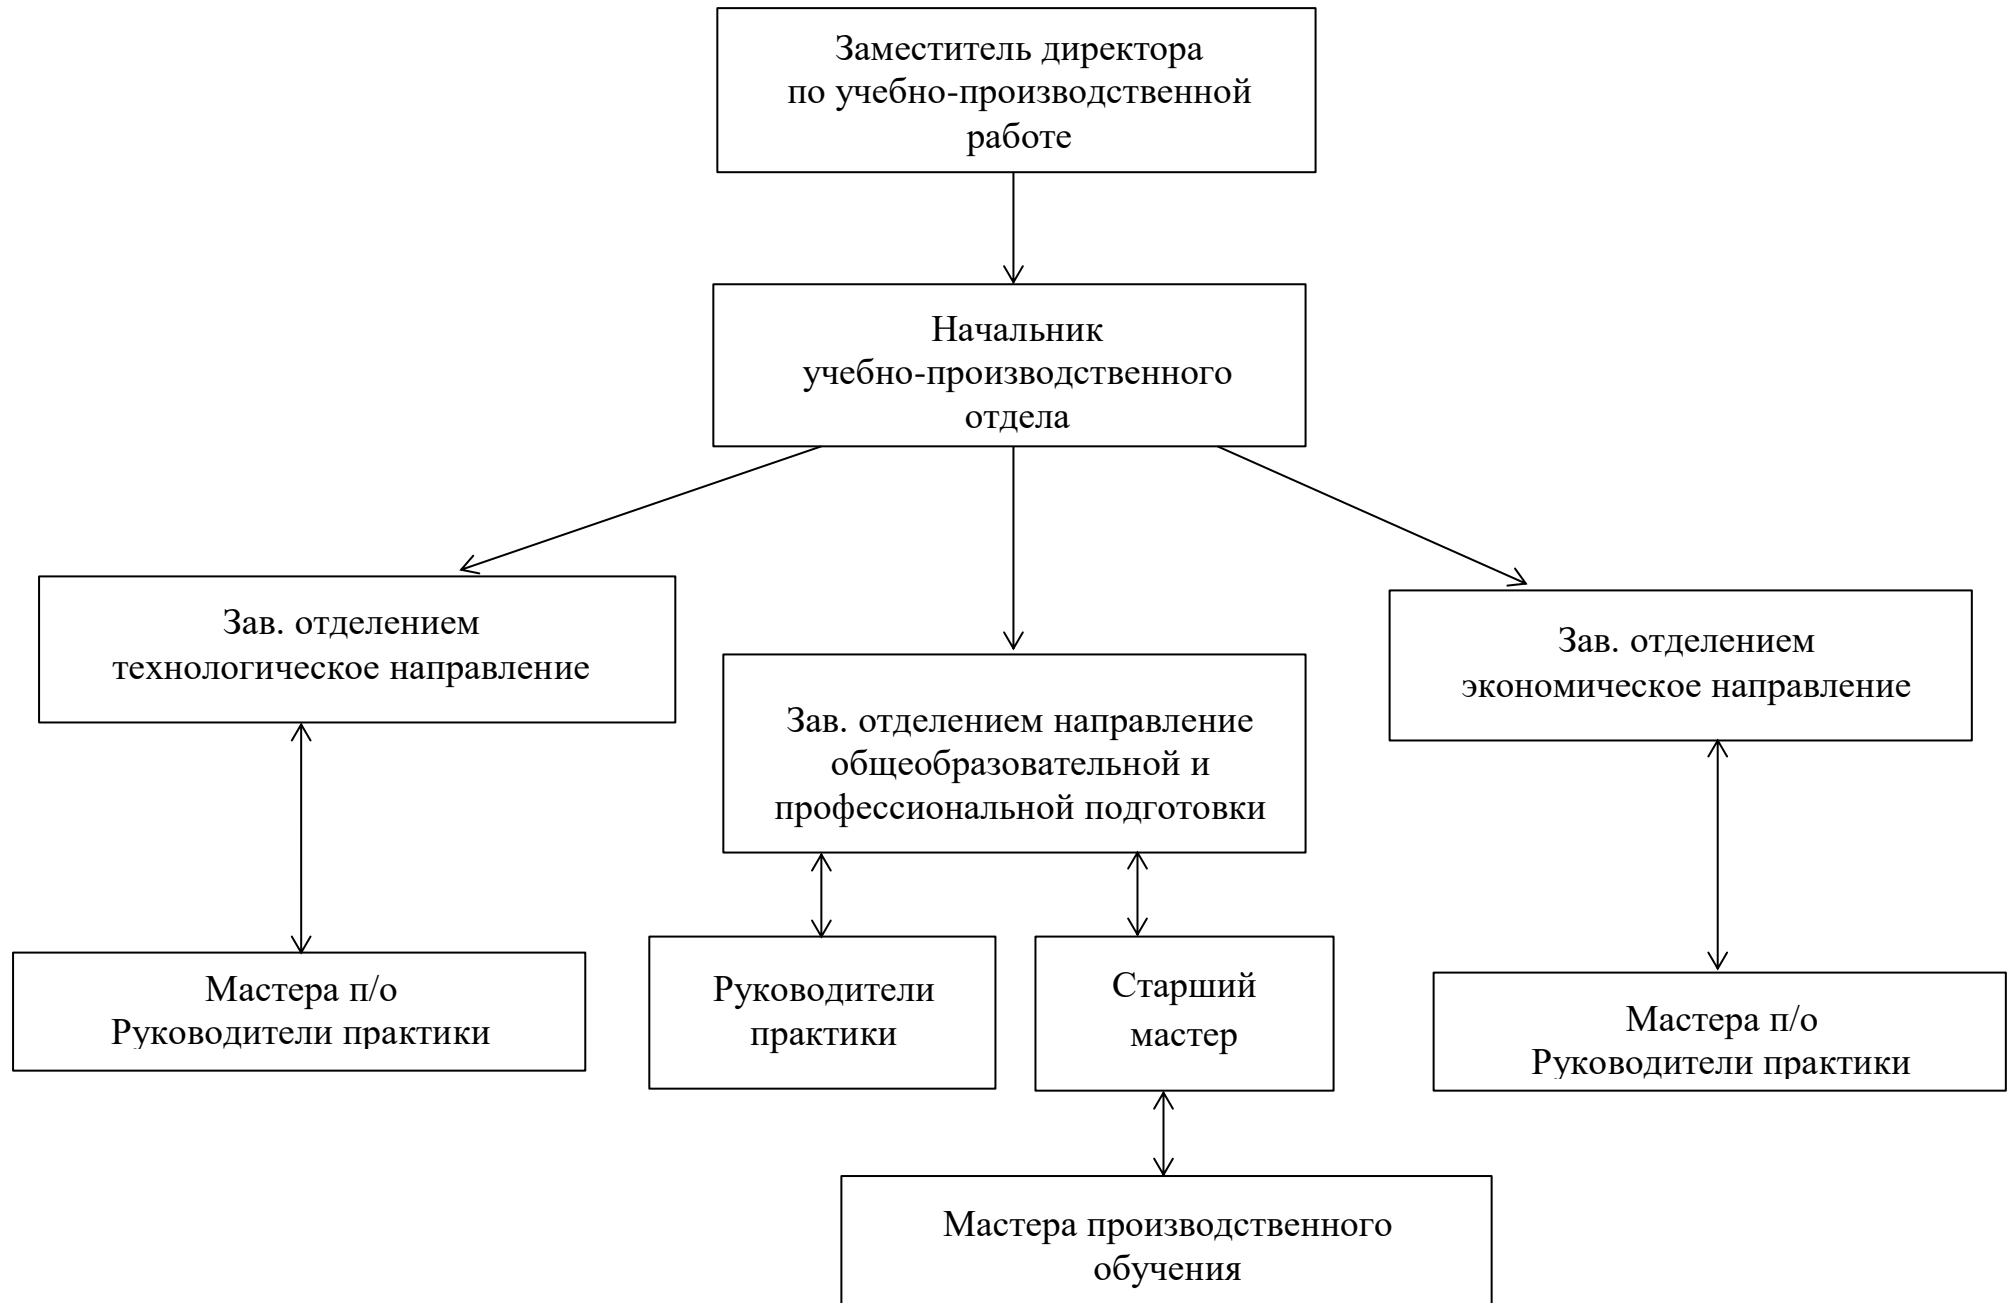 Заместитель директора
по учебно-производственной
работе
Начальник
учебно-производственного
отдела
Зав. отделением
технологическое направление
Зав. отделением направление
общеобразовательной и
профессиональной подготовки
Зав. отделением
экономическое направление
Мастера п/о
Руководители практики
Руководители
практики
Старший
мастер
Мастера п/о
Руководители практики
Мастера производственного
обучения